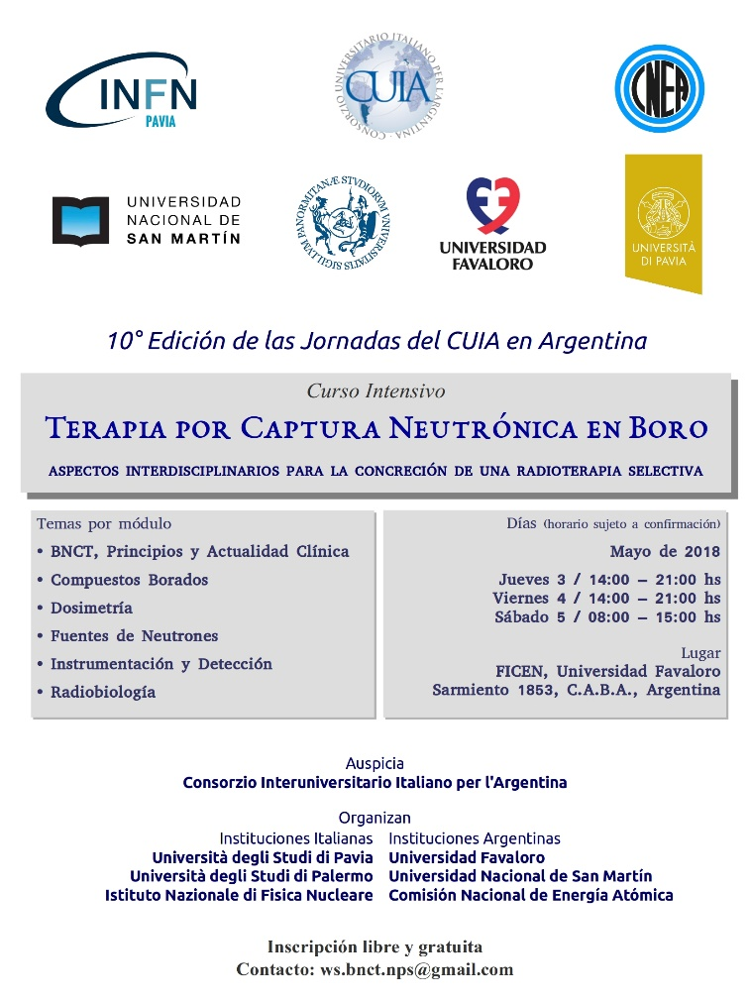 INFN
PAVIA
CONSORZIO UNIVERSITARIO ITALIANO PER L'ARGENTINA
CUIA
CNEA
UNIVERSIDAD
NACIONAL DE
SAN MARTÍN
SIGILLVM PANORMITANÆ STVDIORVM VNIVERSITATIS
UNIVERSIDAD
FAVALORO
UNIVERSITÀ
DI PAVIA
10° Edición de las Jornadas del CUIA en Argentina
Curso Intensivo
TERAPIA POR CAPTURA NEUTRÓNICA EN BORO
ASPECTOS INTERDISCIPLINARIOS PARA LA CONCRECIÓN DE UNA RADIOTERAPIA SELECTIVA
Temas por módulo
• BNCT, Principios y Actualidad Clínica
• Compuestos Borados
• Dosimetría
• Fuentes de Neutrones
• Instrumentación y Detección
• Radiobiología
Días (horario sujeto a confirmación)
Mayo de 2018
Jueves 3 / 14:00 – 21:00 hs
Viernes 4 / 14:00 – 21:00 hs
Sábado 5 / 08:00 – 15:00 hs
Lugar
FICEN, Universidad Favaloro
Sarmiento 1853, C.A.B.A., Argentina
Auspicia
Consorzio Interuniversitario Italiano per l'Argentina
Organizan
Instituciones Italianas
Università degli Studi di Pavia
Università degli Studi di Palermo
Istituto Nazionale di Fisica Nucleare
Instituciones Argentinas
Universidad Favaloro
Universidad Nacional de San Martín
Comisión Nacional de Energía Atómica
Inscripción libre y gratuita
Contacto: ws.bnct.nps@gmail.com